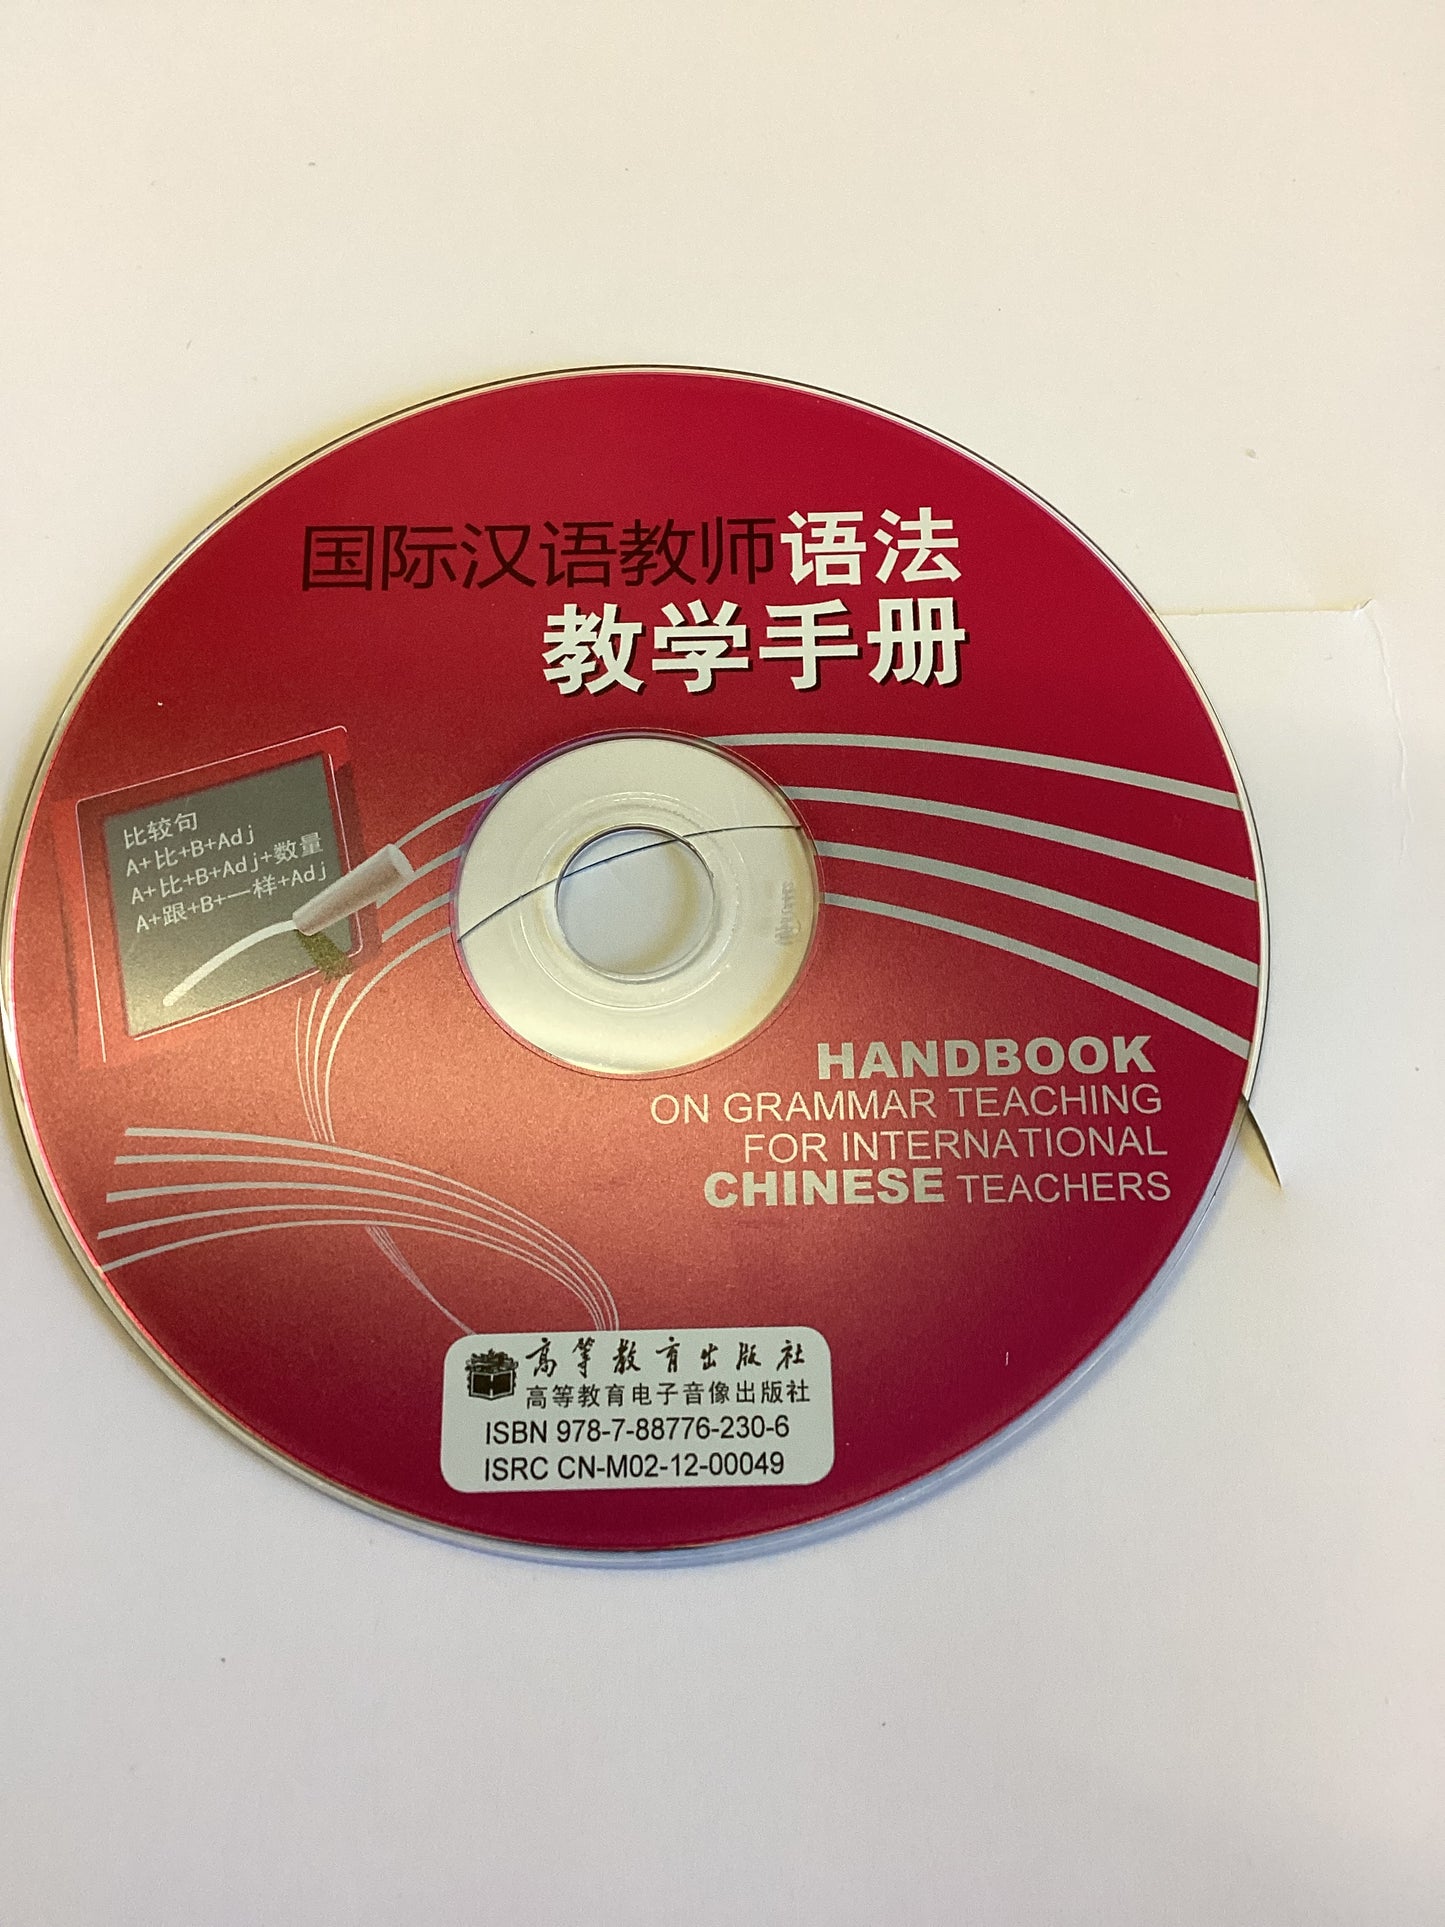 国际汉语教师语法
教学手册
比较句
A+比+B+Adj
A+比+B+Adj+数量
A+跟+B+一样+Adj
HANDBOOK
ON GRAMMAR TEACHING
FOR INTERNATIONAL
CHINESE TEACHERS
高等教育出版社
高等教育电子音像出版社
ISBN 978-7-88776-230-6
ISRC CN-M02-12-00049